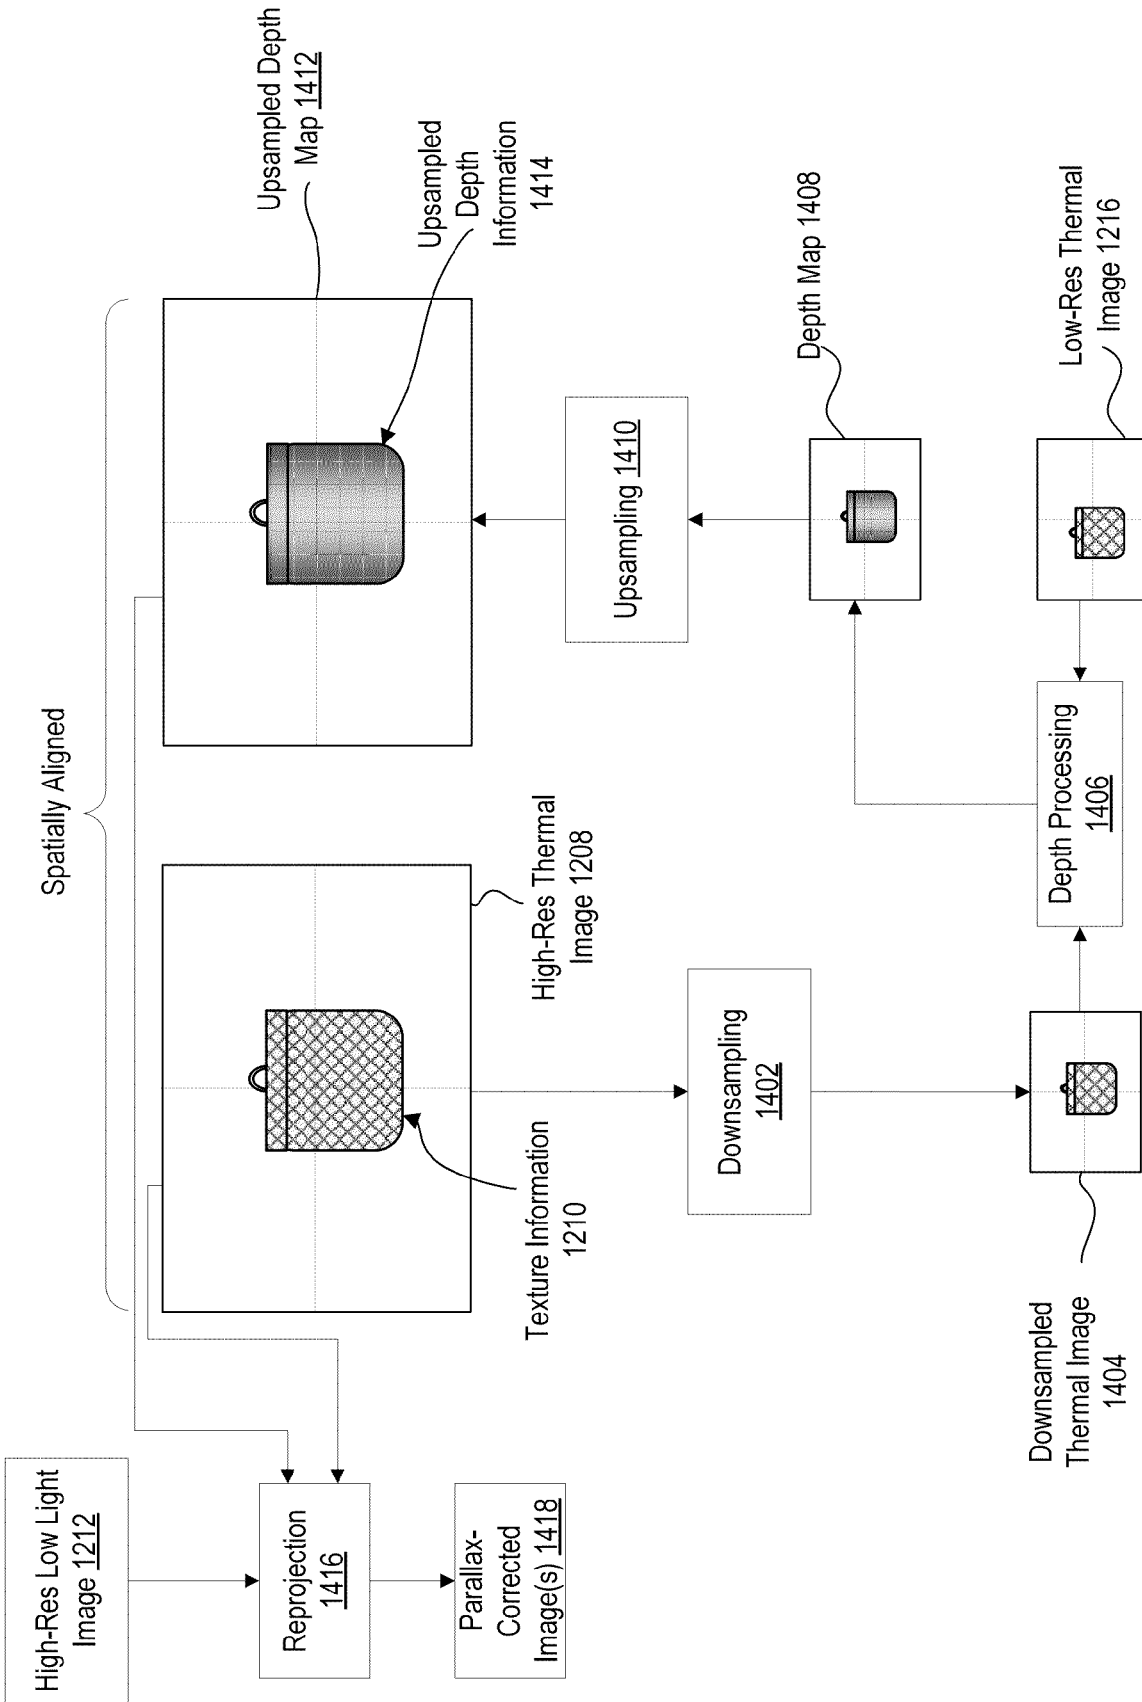 High-Res Low Light
Image 1212
Reprojection
1416
Parallax-
Corrected
Image(s) 1418
Spatially Aligned
Texture Information
1210
High-Res Thermal
Image 1208
Upsampled Depth
Map 1412
Upsampled
Depth
Information
1414
Downsampling
1402
Upsampling 1410
Depth Map 1408
Downsampled
Thermal Image
1404
Depth Processing
1406
Low-Res Thermal
Image 1216